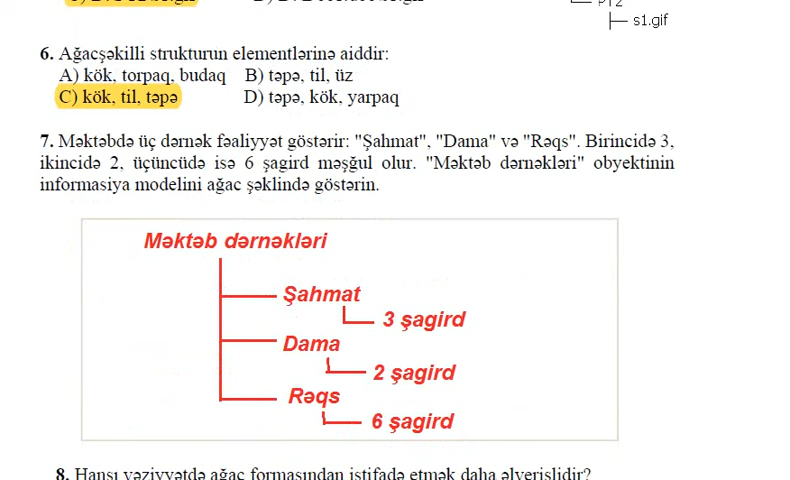 PT2
s1.gif
6. Ağacşəkilli strukturun elementlərinə aiddir:
A) kök, torpaq, budaq B) təpə, til, üz
C) kök, til, təpə D) təpə, kök, yarpaq
7. Məktəbdə üç dərnək fəaliyyət göstərir: "Şahmat", "Dama" və "Rəqs". Birincidə 3,
ikincidə 2, üçüncüdə isə 6 şagird məşğul olur. "Məktəb dərnəkləri" obyektinin
informasiya modelini ağac şəklində göstərin.
Məktəb dərnəkləri
Şahmat
3 şagird
Dama
2 şagird
Rəqs
6 şagird
8. Hansı vəziyyətdə ağac formasından istifadə etmək daha əlverişlidir?